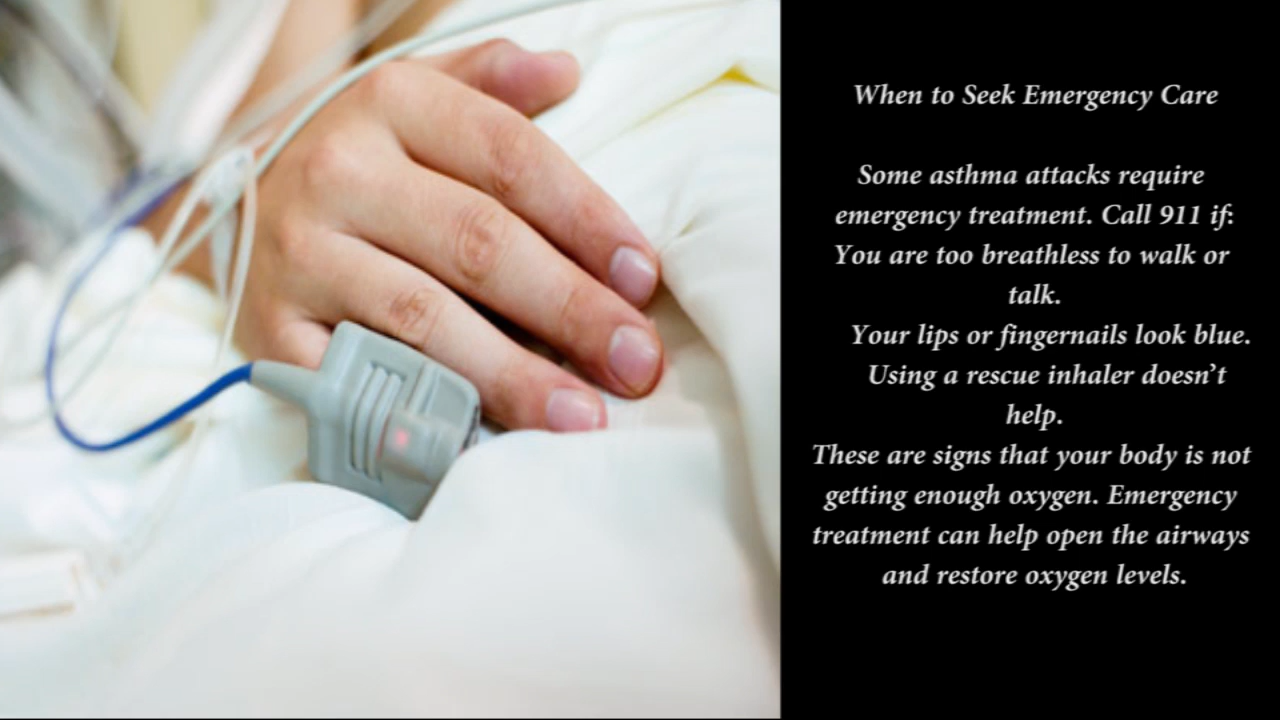 When to Seek Emergency Care
Some asthma attacks require
emergency treatment. Call 911 if:
You are too breathless to walk or
talk.
Your lips or fingernails look blue.
Using a rescue inhaler doesn’t
help.
These are signs that your body is not
getting enough oxygen. Emergency
treatment can help open the airways
and restore oxygen levels.